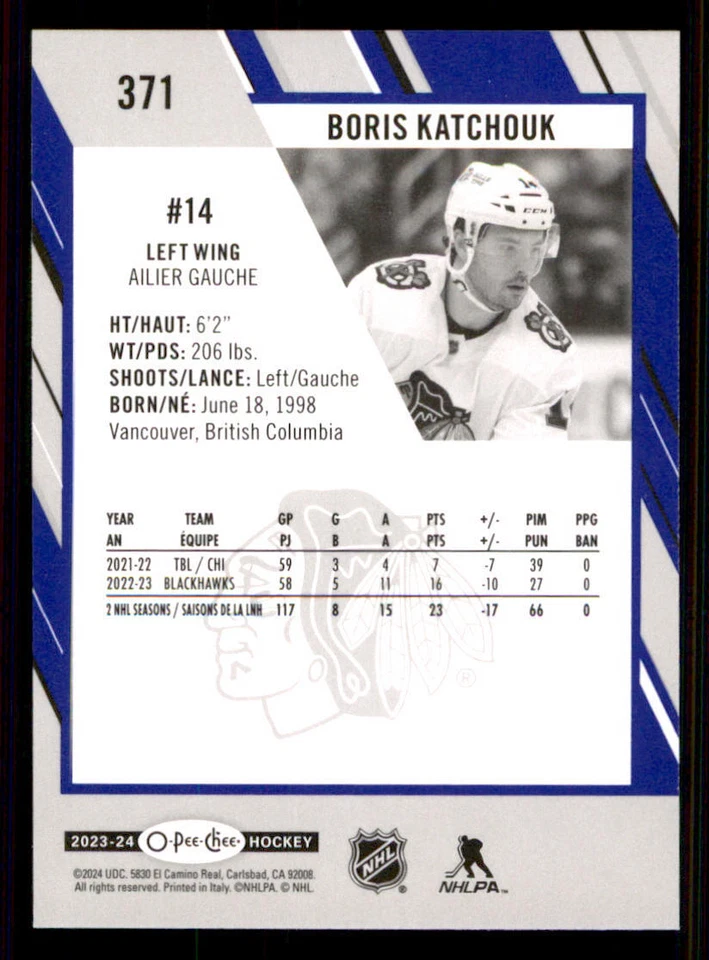 371
BORIS KATCHOUK
#14
LEFT WING
AILIER GAUCHE
HT/HAUT: 6'2"
WT/PDS: 206 lbs.
SHOOTS/LANCE: Left/Gauche
BORN/NÉ: June 18, 1998
Vancouver, British Columbia
YEAR TEAM GP G A PTS +/- PIM PPG
AN ÉQUIPE PJ B A PTS +/- PUN BAN
2021-22 TBL / CHI 59 3 4 7 -7 39 0
2022-23 BLACKHAWKS 58 5 11 16 -10 27 0
2 NHL SEASONS / SAISONS DE LA LNH 117 8 15 23 -17 66 0
®
2023-24 O-Pee-Chee HOCKEY
©2024 UDC. 5830 El Camino Real, Carlsbad, CA 92008.
All rights reserved. Printed in Italy. ©NHLPA. © NHL.
NHL ®
NHLPA™
CCM